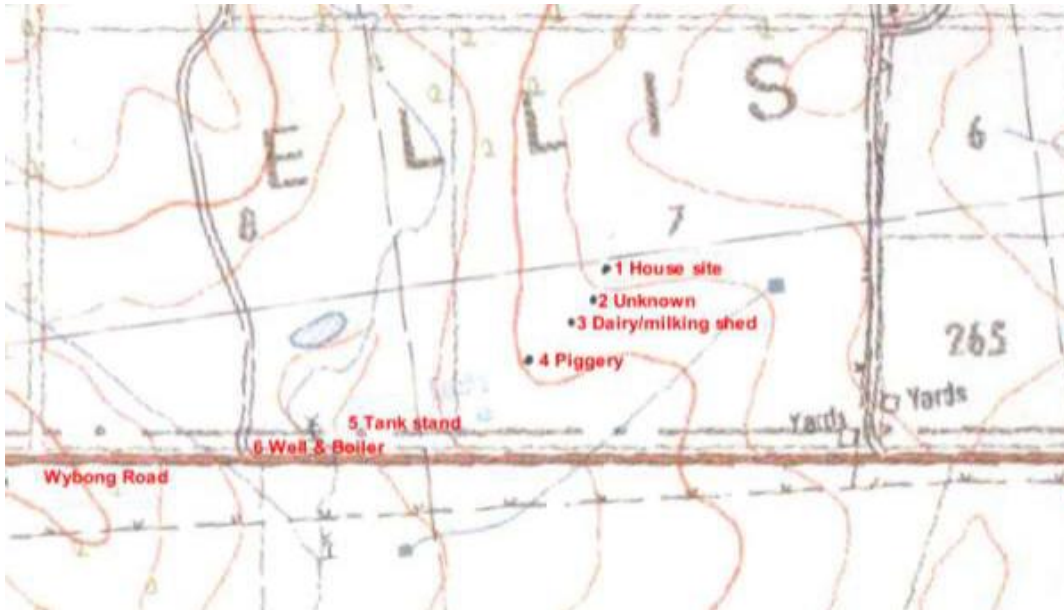 ELLIS
6
8
7
1 House site
2 Unknown
3 Dairy/milking shed
265
4 Piggery
Yards
5 Tank stand
Yards
6 Well & Boiler
Wybong Road